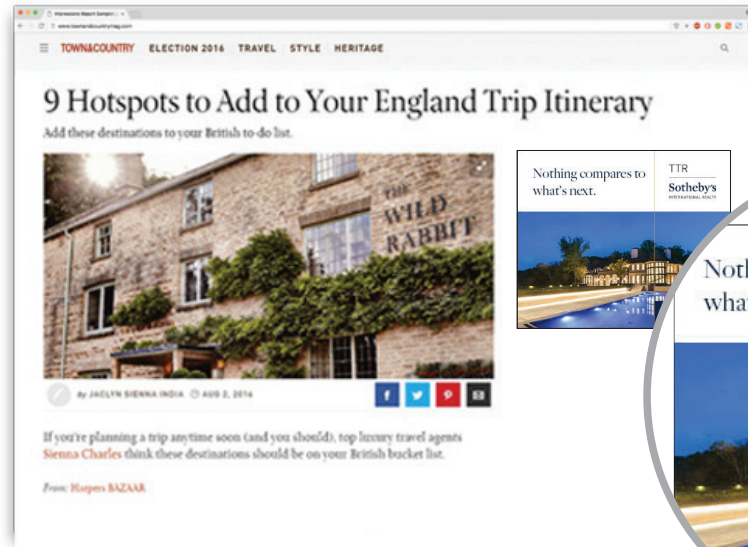 www.townandcountrymag.com
TOWN&COUNTRY ELECTION 2016 TRAVEL STYLE HERITAGE
9 Hotspots to Add to Your England Trip Itinerary
Add these destinations to your British to-do list.
THE
WILD
RABBIT
By JACLYN SIENNA INDIA AUG 2, 2016
If you're planning a trip anytime soon (and you should), top luxury travel agents
Sienna Charles think these destinations should be on your British bucket list.
From: Harpers BAZAAR
Nothing compares to
what's next.
TTR
Sotheby's
INTERNATIONAL REALTY
Noth
what